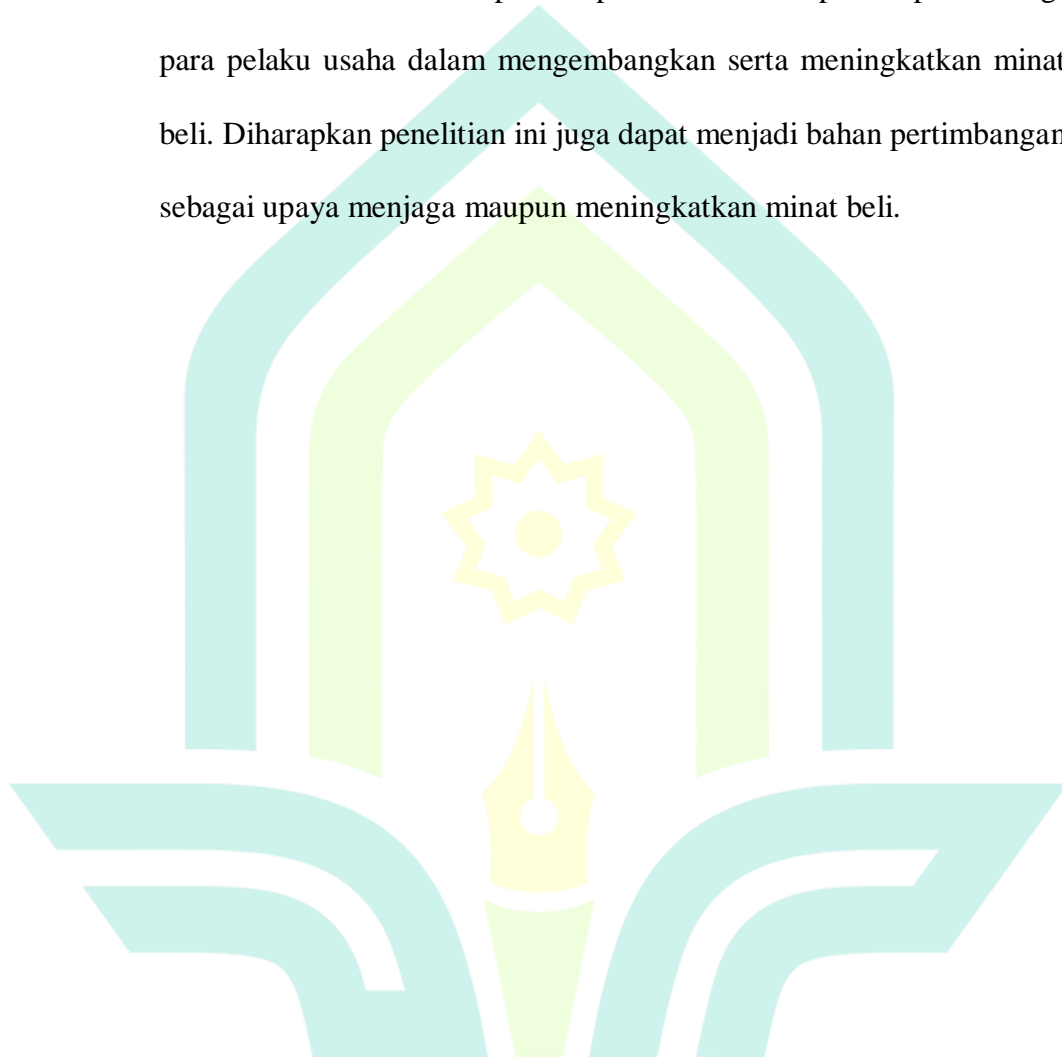 para pelaku usaha dalam mengembangkan serta meningkatkan minat
beli. Diharapkan penelitian ini juga dapat menjadi bahan pertimbangan
sebagai upaya menjaga maupun meningkatkan minat beli.